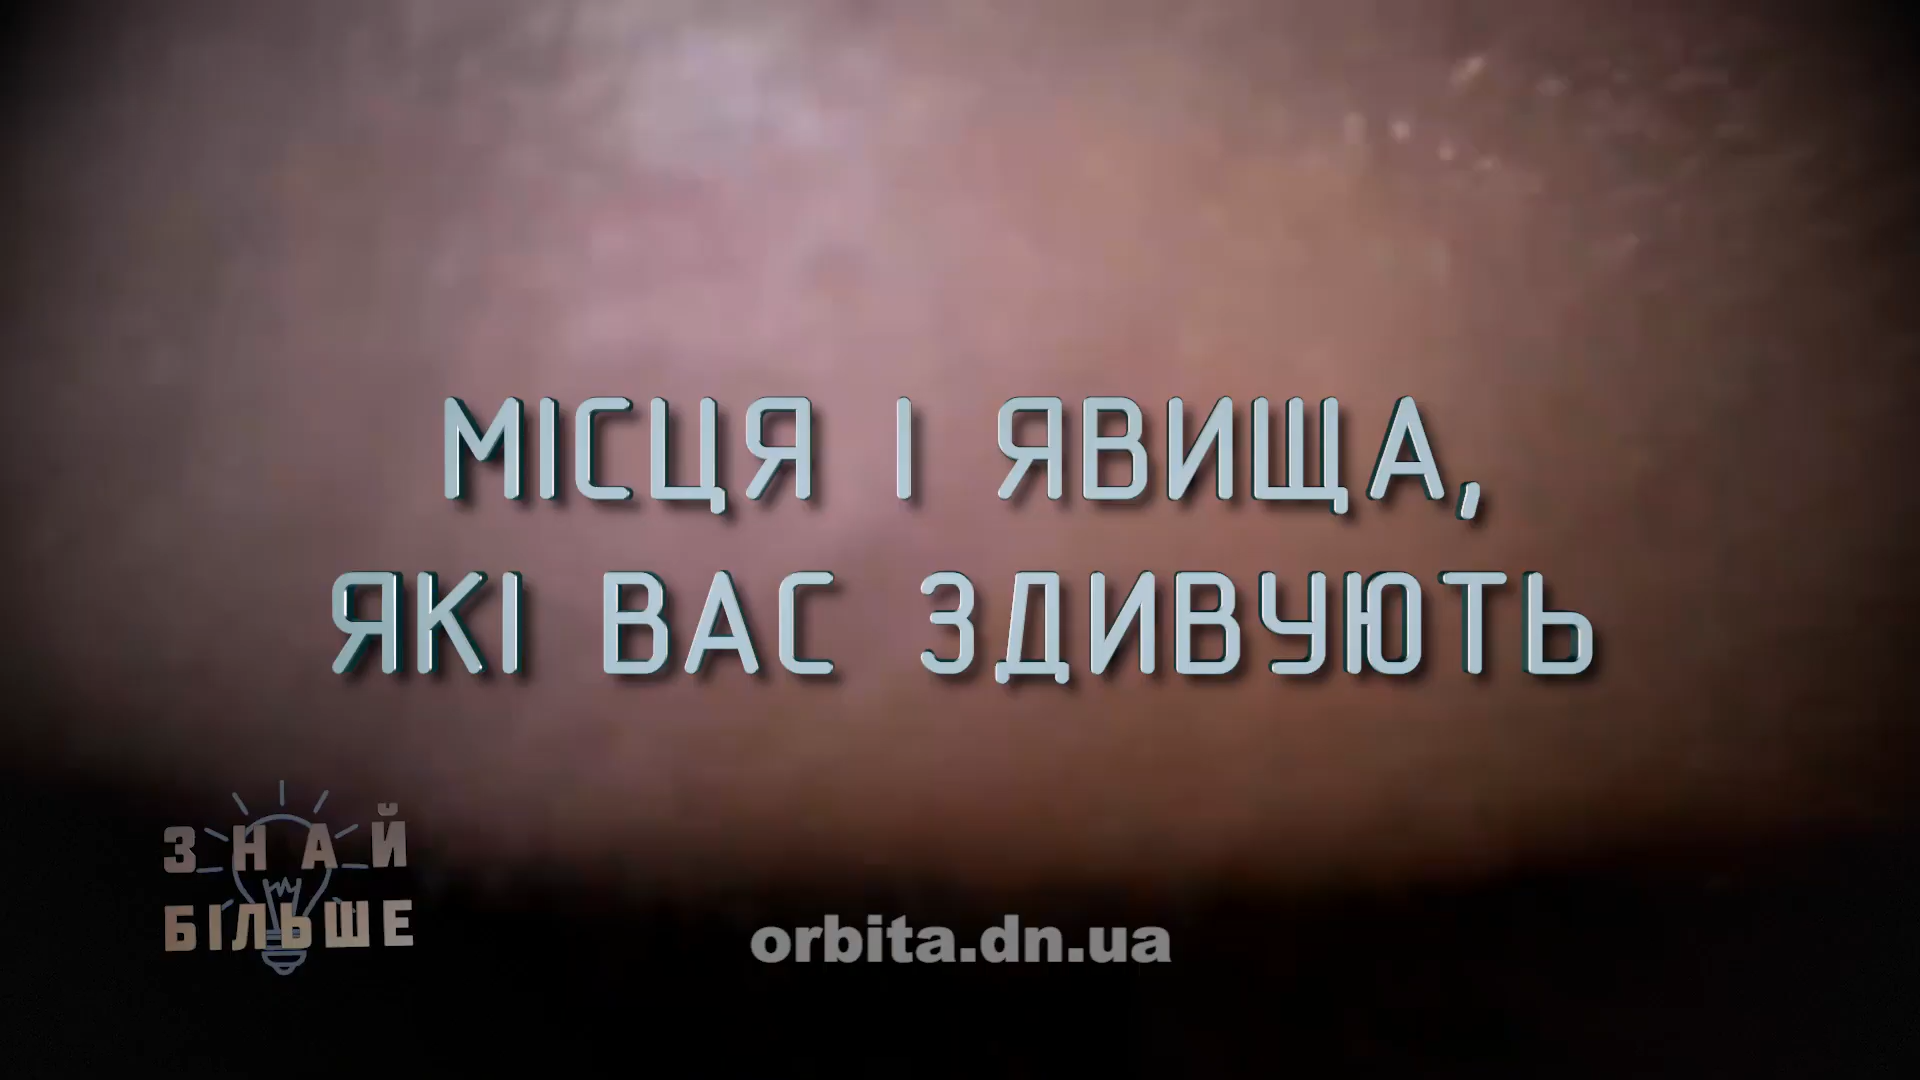 МІСЦЯ І ЯВИЩА,
ЯКІ ВАС ЗДИВУЮТЬ
ЗНАЙ
БІЛЬШЕ
orbita.dn.ua